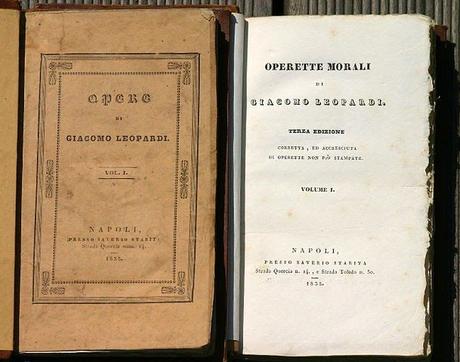 OPERE
DI
GIACOMO LEOPARDI.
VOL. I.
NAPOLI,
PRESSO SAVERIO STARITA
Strada Quercia num. 14.
1835.
OPERETTE MORALI
DI
GIACOMO LEOPARDI.
TERZA EDIZIONE
CORRETTA, ED ACCRESCIUTA
DI OPERETTE NON PIÙ STAMPATE.
VOLUME I.
NAPOLI,
PRESSO SAVERIO STARITA
Strada Quercia n. 14, e Strada Toledo n. 50.
1835.